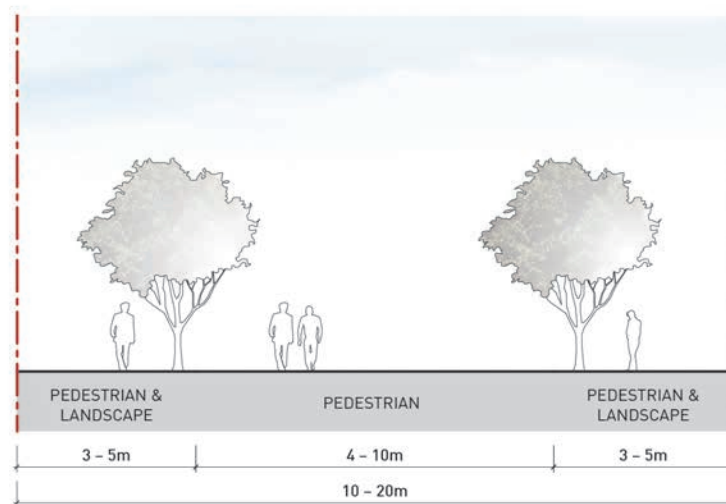 PEDESTRIAN &
LANDSCAPE
PEDESTRIAN
PEDESTRIAN &
LANDSCAPE
3 – 5m
4 – 10m
3 – 5m
10 – 20m